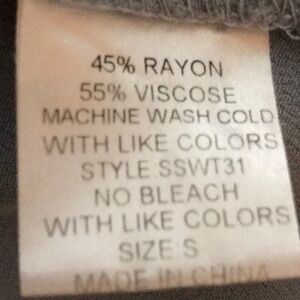 45% RAYON
55% VISCOSE
MACHINE WASH COLD
WITH LIKE COLORS
STYLE:SSWT31
NO BLEACH
WITH LIKE COLORS
SIZE:S
MADE IN CHINA